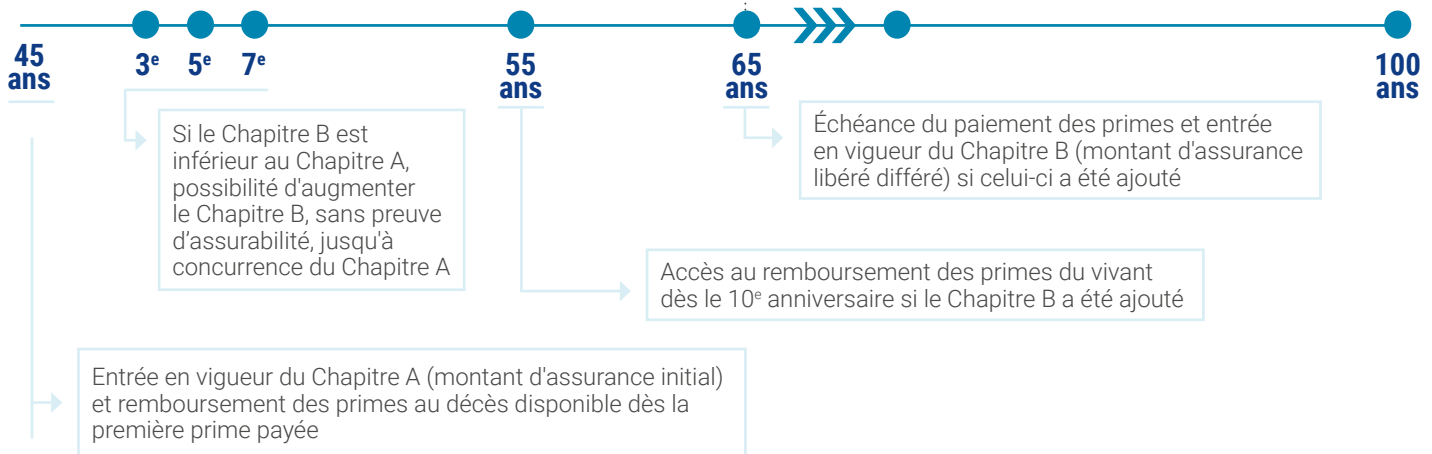 45
ans
3e
5e
7e
55
ans
65
ans
100
ans
Si le Chapitre B est
inférieur au Chapitre A,
possibilité d'augmenter
le Chapitre B, sans preuve
d’assurabilité, jusqu'à
concurrence du Chapitre A
Échéance du paiement des primes et entrée
en vigueur du Chapitre B (montant d'assurance
libéré différé) si celui-ci a été ajouté
Accès au remboursement des primes du vivant
dès le 10e anniversaire si le Chapitre B a été ajouté
Entrée en vigueur du Chapitre A (montant d'assurance initial)
et remboursement des primes au décès disponible dès la
première prime payée